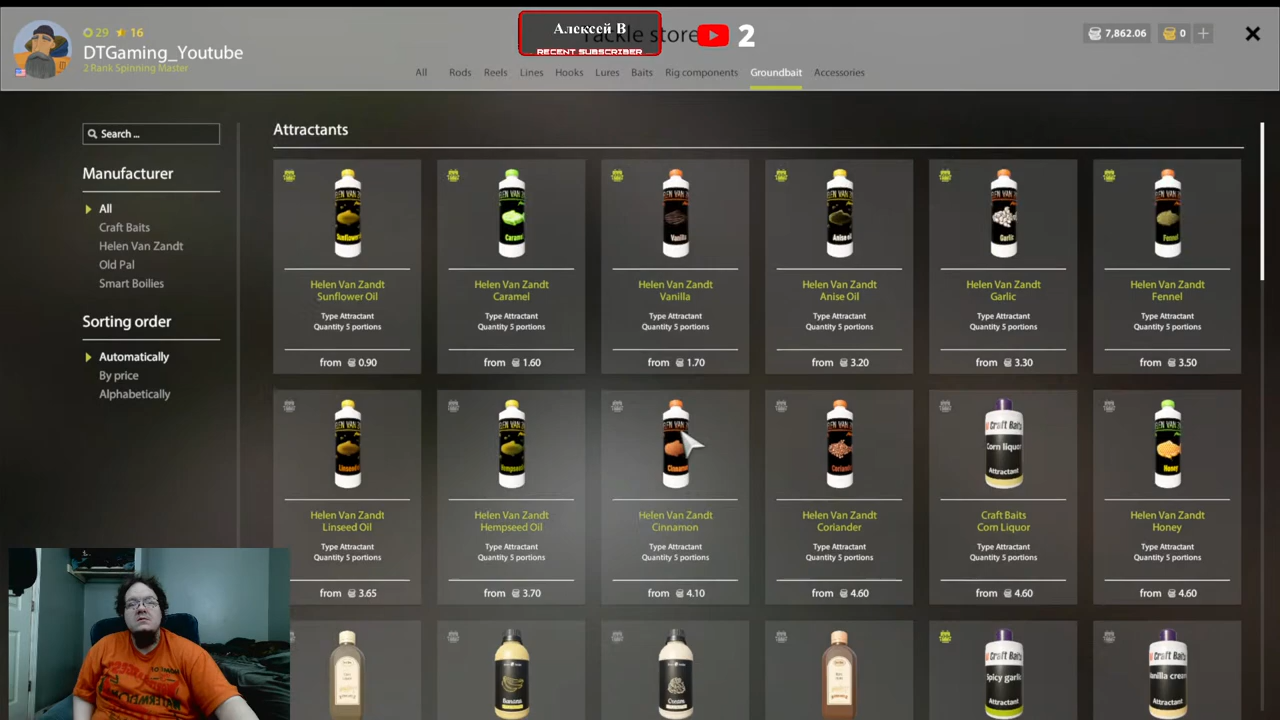 29 16
DTGaming_Youtube
2 Rank Spinning Master
Алексей В
RECENT SUBSCRIBER
Tackle store
2
7,862.06
0
All Rods Reels Lines Hooks Lures Baits Rig components Groundbait Accessories
Search ...
Manufacturer
All
Craft Baits
Helen Van Zandt
Old Pal
Smart Boilies
Sorting order
Automatically
By price
Alphabetically
Attractants
Helen Van Zandt
Sunflower Oil
Type Attractant
Quantity 5 portions
from 0.90
Helen Van Zandt
Caramel
Type Attractant
Quantity 5 portions
from 1.60
Helen Van Zandt
Vanilla
Type Attractant
Quantity 5 portions
from 1.70
Helen Van Zandt
Anise Oil
Type Attractant
Quantity 5 portions
from 3.20
Helen Van Zandt
Garlic
Type Attractant
Quantity 5 portions
from 3.30
Helen Van Zandt
Fennel
Type Attractant
Quantity 5 portions
from 3.50
Helen Van Zandt
Linseed Oil
Type Attractant
Quantity 5 portions
from 3.65
Helen Van Zandt
Hempseed Oil
Type Attractant
Quantity 5 portions
from 3.70
Helen Van Zandt
Cinnamon
Type Attractant
Quantity 5 portions
from 4.10
Helen Van Zandt
Coriander
Type Attractant
Quantity 5 portions
from 4.60
Craft Baits
Corn Liquor
Type Attractant
Quantity 5 portions
from 4.60
Helen Van Zandt
Honey
Type Attractant
Quantity 5 portions
from 4.60
Banana
Cream
Craft Baits
Spicy garlic
Attractant
Craft Baits
Vanilla cream
Attractant